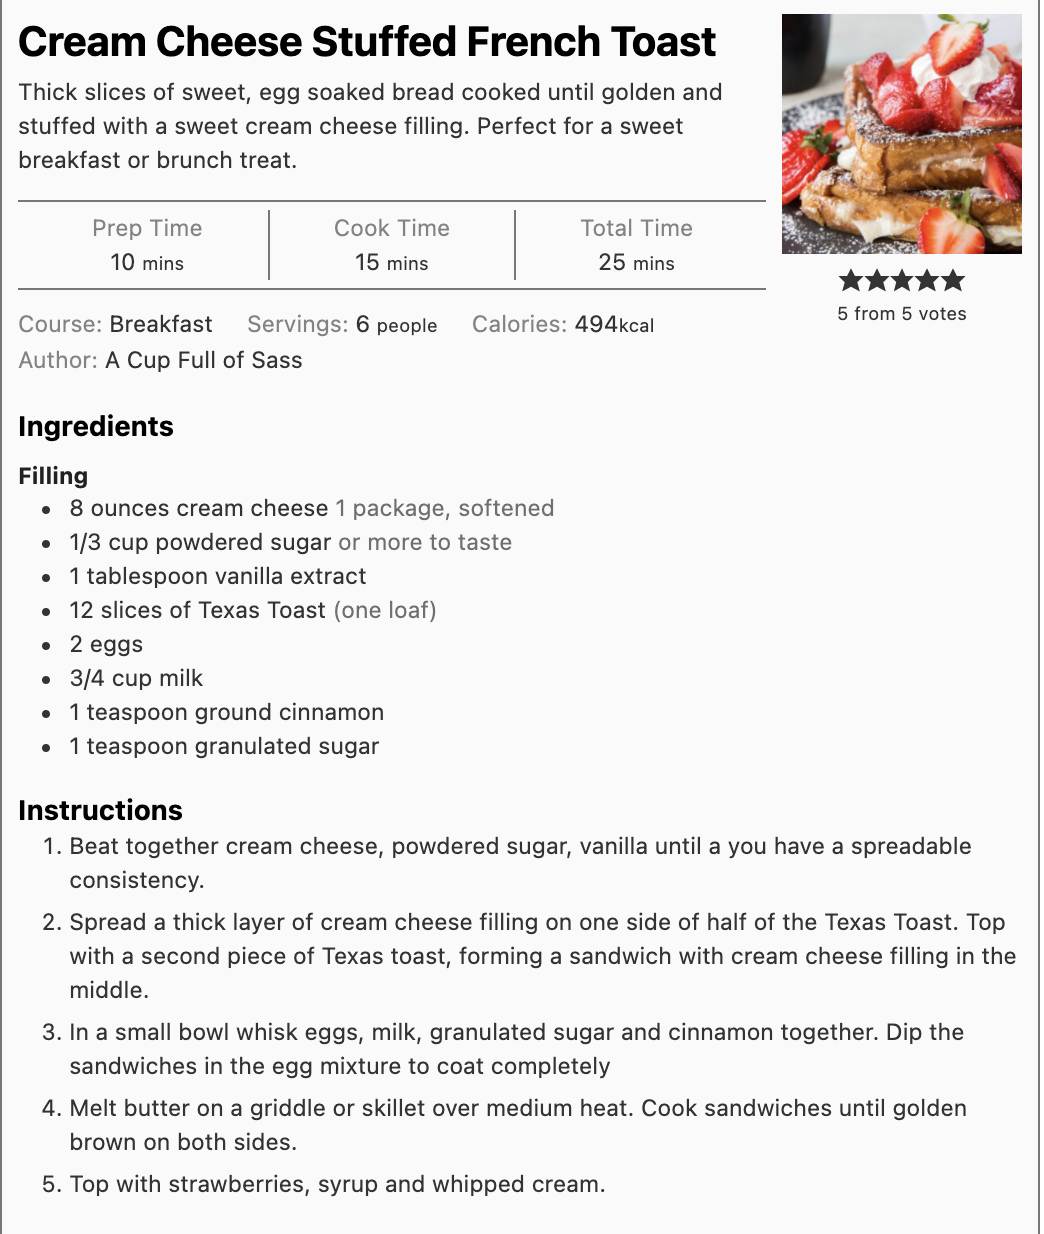 Cream Cheese Stuffed French Toast
Thick slices of sweet, egg soaked bread cooked until golden and
stuffed with a sweet cream cheese filling. Perfect for a sweet
breakfast or brunch treat.
Prep Time
10 mins
Cook Time
15 mins
Total Time
25 mins
5 from 5 votes
Course: Breakfast Servings: 6 people Calories: 494kcal
Author: A Cup Full of Sass
Ingredients
Filling
• 8 ounces cream cheese 1 package, softened
• 1/3 cup powdered sugar or more to taste
• 1 tablespoon vanilla extract
• 12 slices of Texas Toast (one loaf)
• 2 eggs
• 3/4 cup milk
• 1 teaspoon ground cinnamon
• 1 teaspoon granulated sugar
Instructions
1. Beat together cream cheese, powdered sugar, vanilla until a you have a spreadable
consistency.
2. Spread a thick layer of cream cheese filling on one side of half of the Texas Toast. Top
with a second piece of Texas toast, forming a sandwich with cream cheese filling in the
middle.
3. In a small bowl whisk eggs, milk, granulated sugar and cinnamon together. Dip the
sandwiches in the egg mixture to coat completely
4. Melt butter on a griddle or skillet over medium heat. Cook sandwiches until golden
brown on both sides.
5. Top with strawberries, syrup and whipped cream.